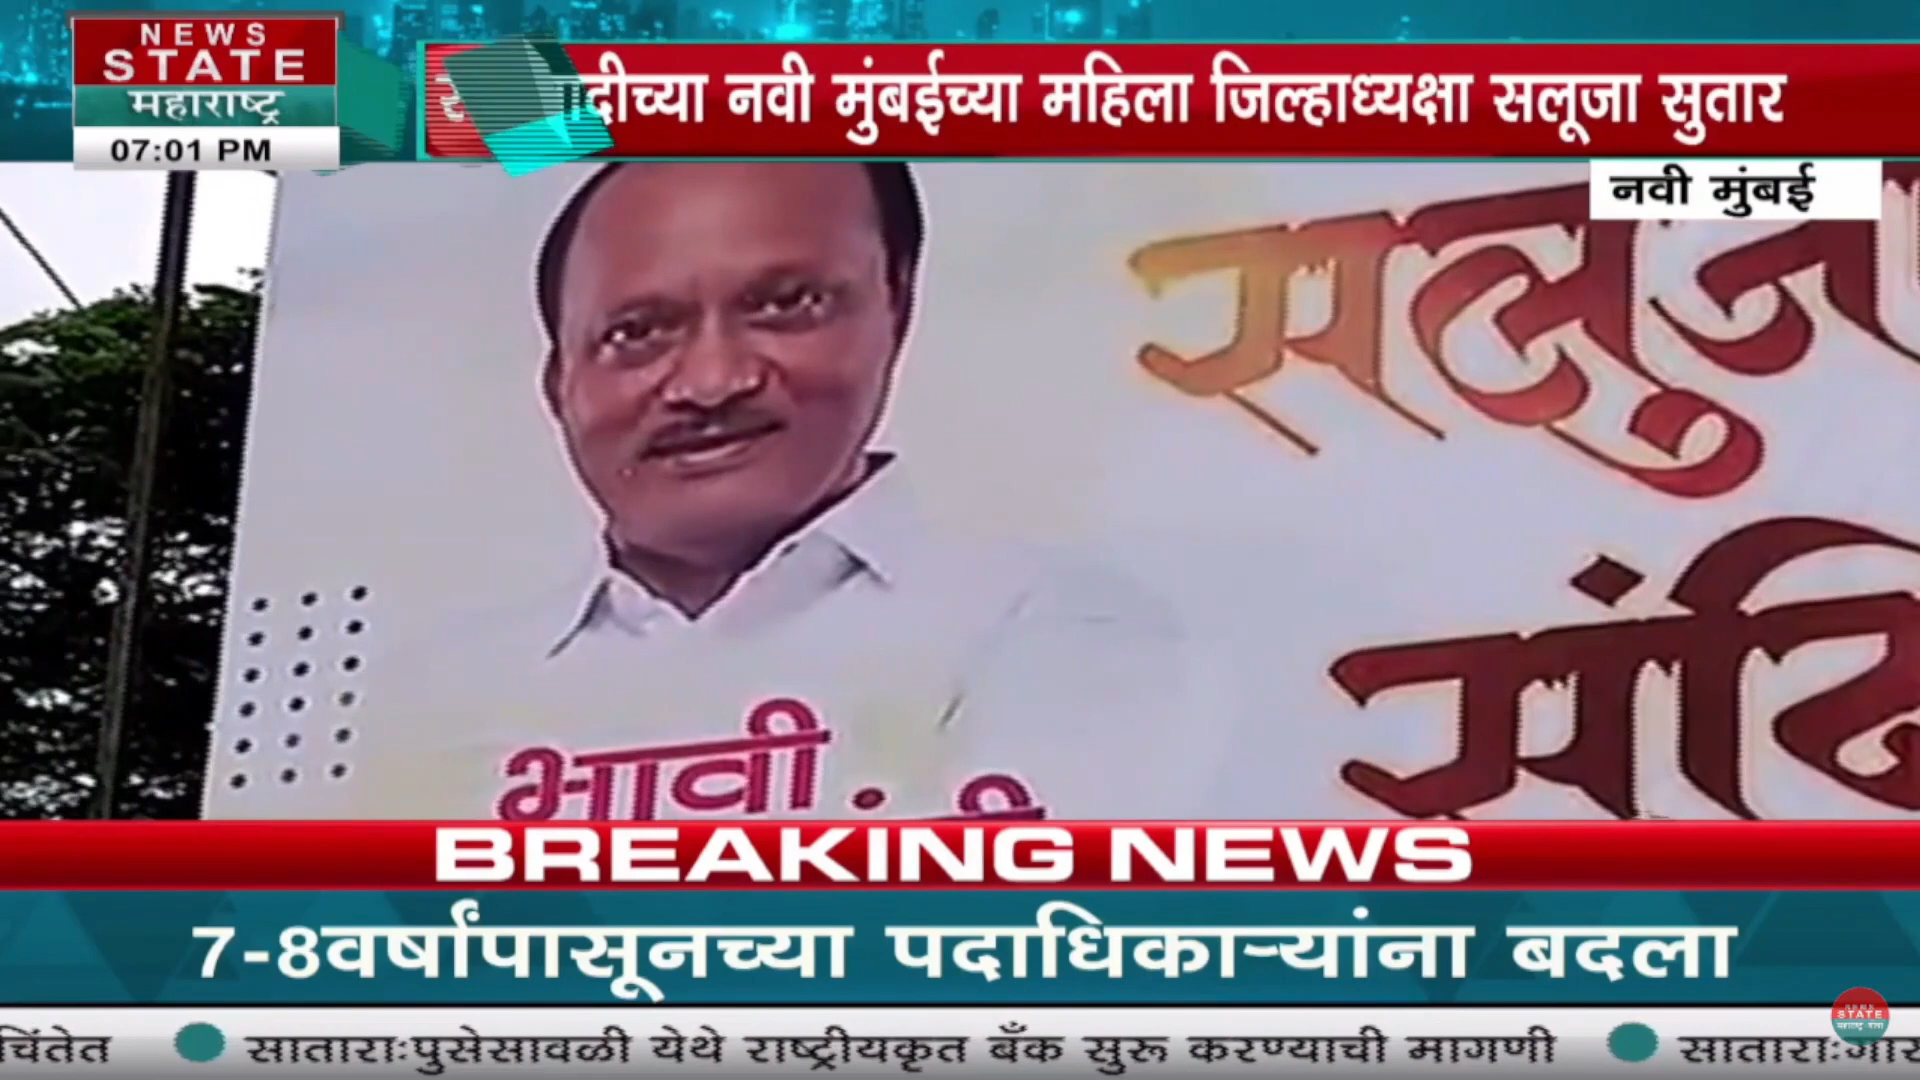 NEWS
STATE
महाराष्ट्र
07:01 PM
नवी मुंबईच्या महिला जिल्हाध्यक्षा सलूजा सुतार
नवी मुंबई
भावी
BREAKING NEWS
7-8वर्षांपासूनच्या पदाधिकाऱ्यांना बदला
चिंतेत
साताराःपुसेसावळी येथे राष्ट्रीयकृत बँक सुरू करण्याची मागणी
STATE